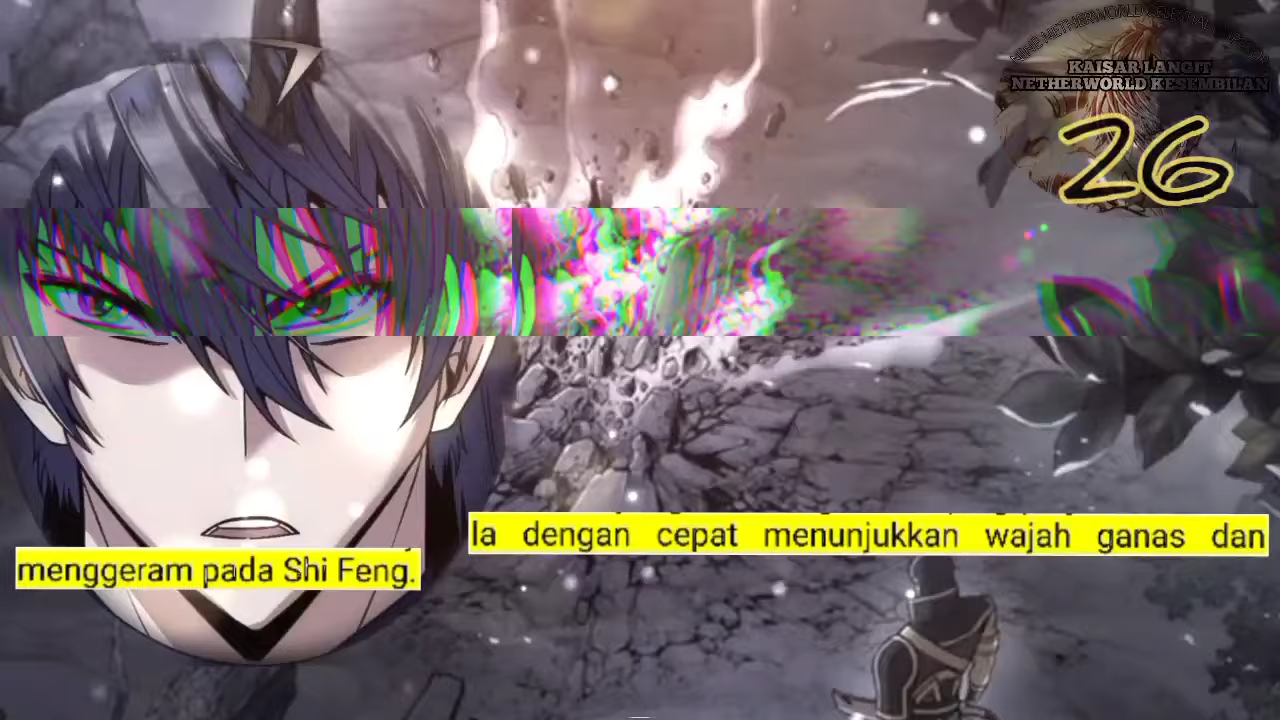 KAISAR LANGIT
NETHERWORLD KESEMBILAN
26
Ia dengan cepat menunjukkan wajah ganas dan
menggeram pada Shi Feng.